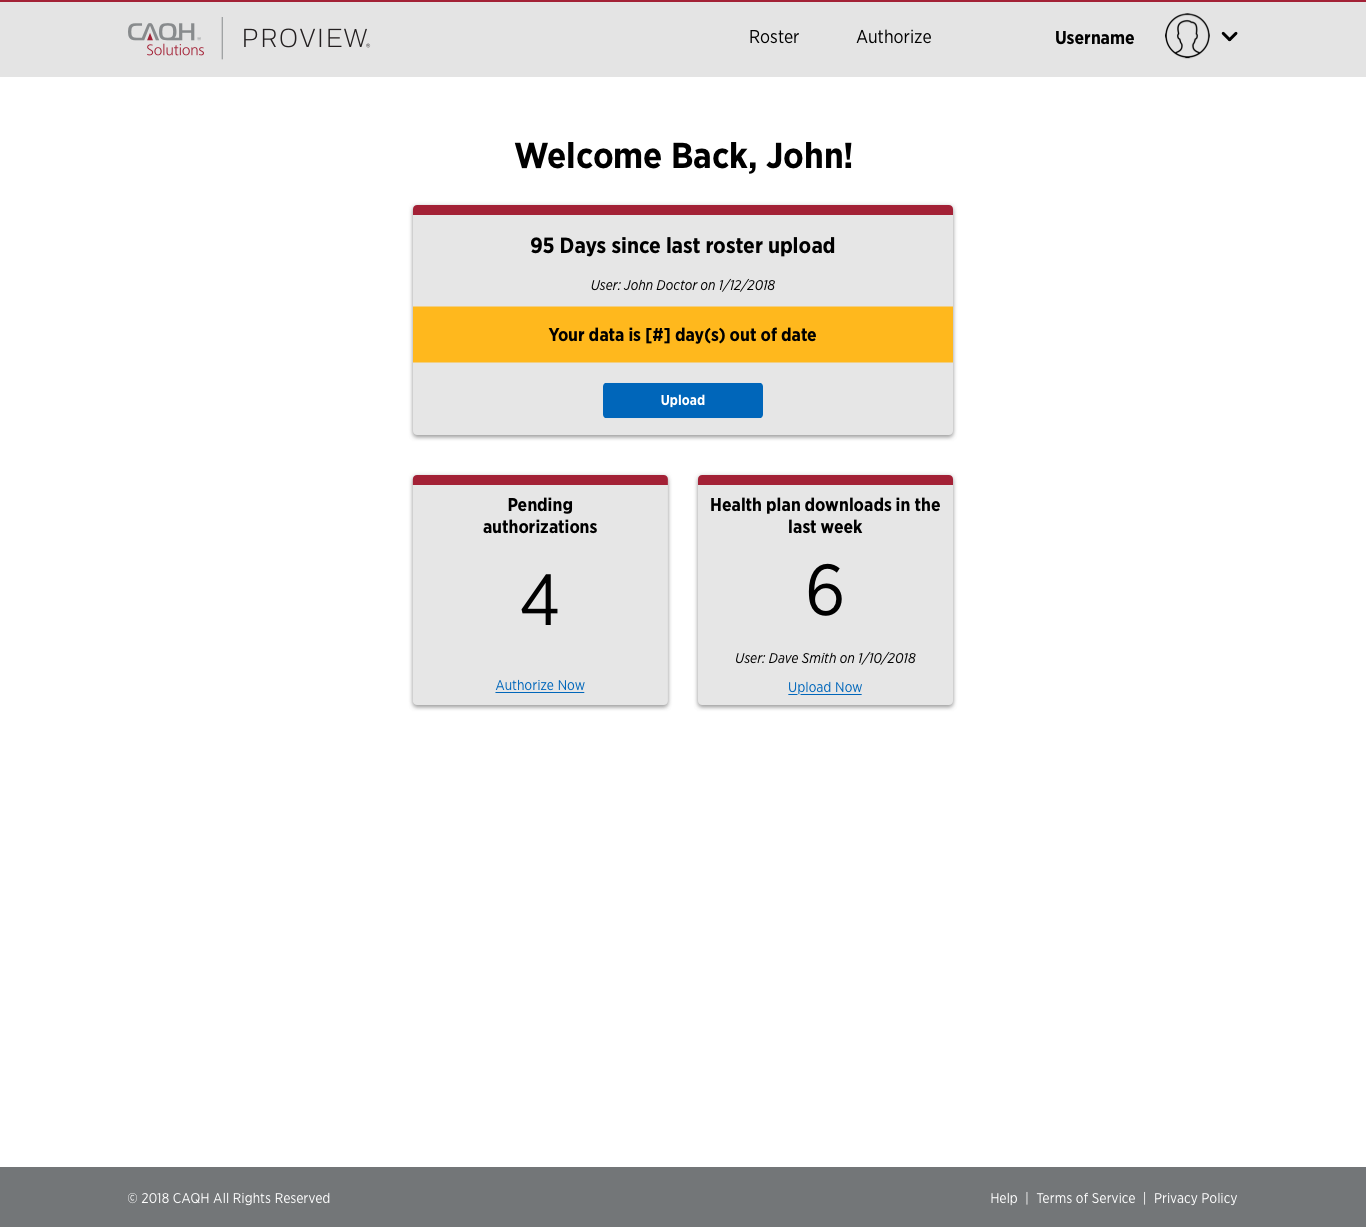 CAQH®
Solutions
PROVIEW®
Roster
Authorize
Username
Welcome Back, John!
95 Days since last roster upload
User: John Doctor on 1/12/2018
Your data is [#] day(s) out of date
Upload
Pending
authorizations
4
Authorize Now
Health plan downloads in the
last week
6
User: Dave Smith on 1/10/2018
Upload Now
© 2018 CAQH All Rights Reserved
Help | Terms of Service | Privacy Policy